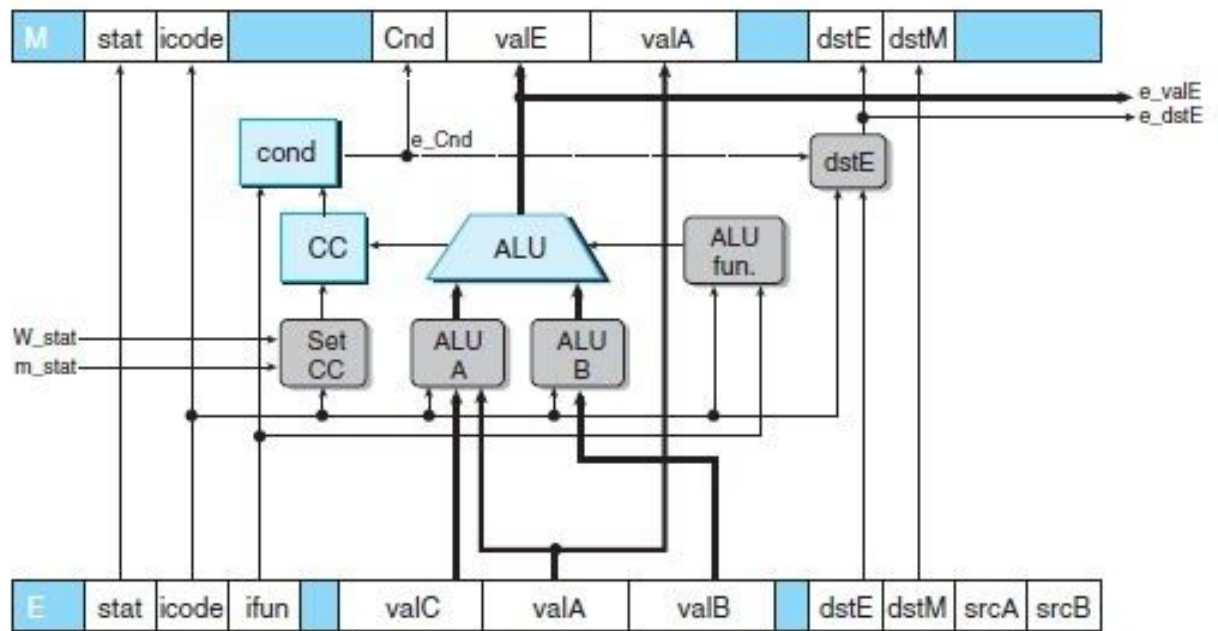 M stat icode Cnd valE valA dstE dstM
e_valE
e_dstE
e_Cnd
cond
dstE
CC
ALU
ALU
fun.
W_stat
m_stat
Set
CC
ALU
A
ALU
B
E stat icode ifun valC valA valB dstE dstM srcA srcB